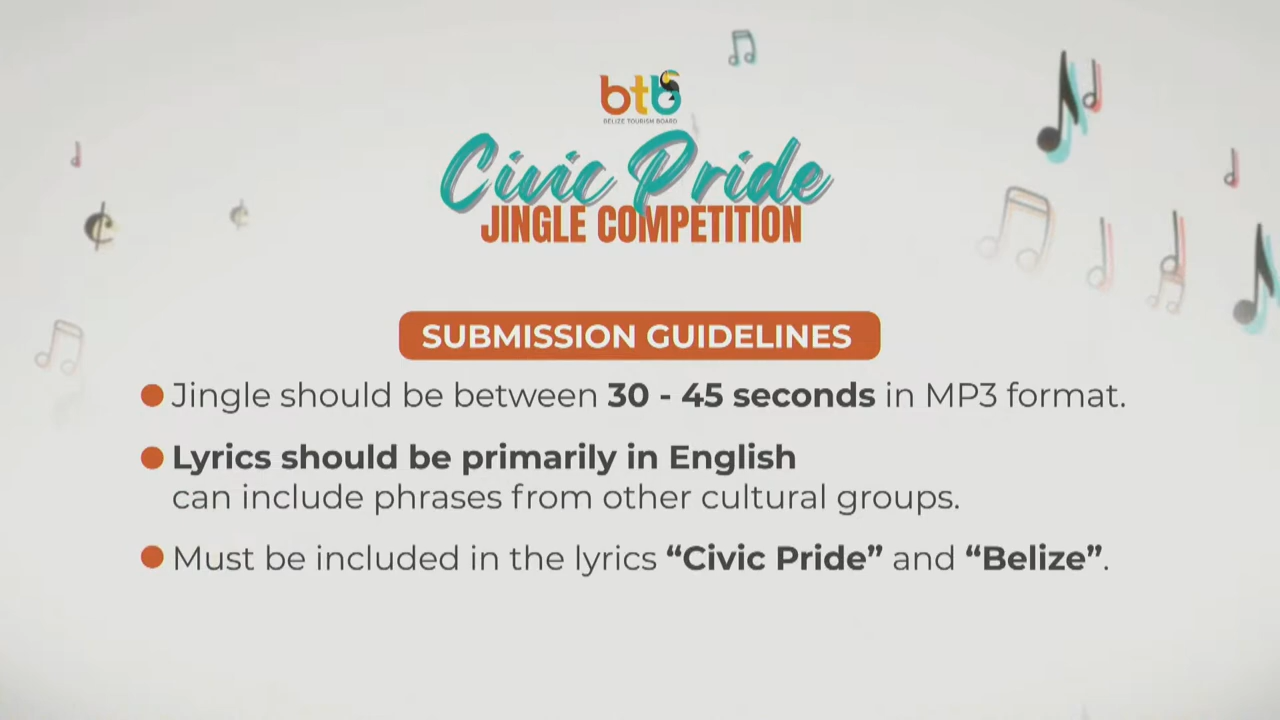 btb
BELIZE TOURISM BOARD
Civic Pride
JINGLE COMPETITION
SUBMISSION GUIDELINES
Jingle should be between 30 - 45 seconds in MP3 format.
Lyrics should be primarily in English
can include phrases from other cultural groups.
Must be included in the lyrics “Civic Pride” and “Belize”.